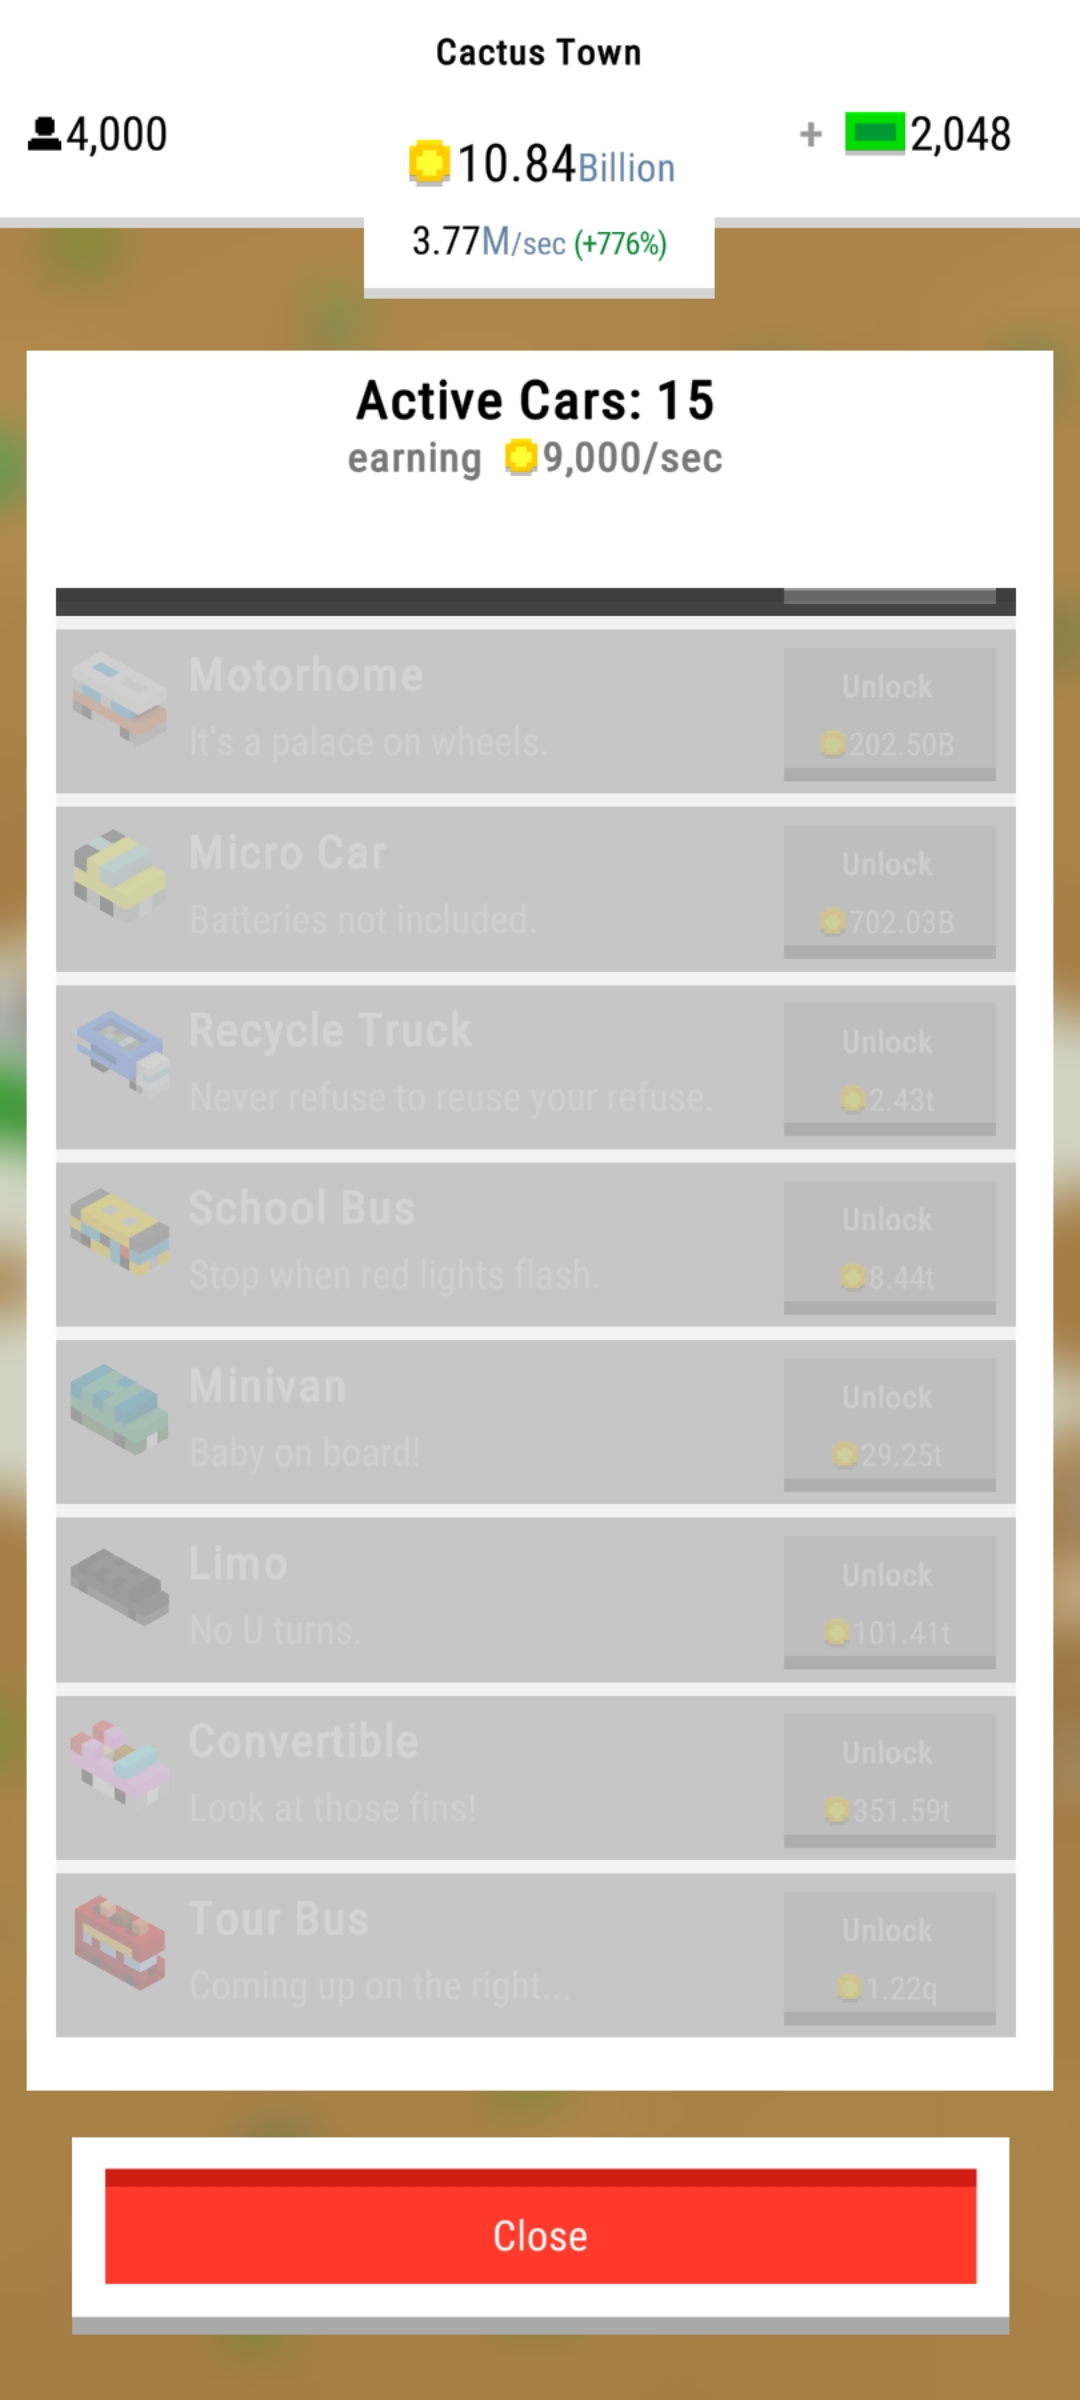 Cactus Town
4,000
10.84Billion
+ 2,048
3.77M/sec (+776%)
Active Cars: 15
earning 9,000/sec
Motorhome
It's a palace on wheels.
Unlock
202.50B
Micro Car
Batteries not included.
Unlock
702.03B
Recycle Truck
Never refuse to reuse your refuse.
Unlock
2.43t
School Bus
Stop when red lights flash.
Unlock
8.44t
Minivan
Baby on board!
Unlock
29.25t
Limo
No U turns.
Unlock
101.41t
Convertible
Look at those fins!
Unlock
351.59t
Tour Bus
Coming up on the right...
Unlock
1.22q
Close